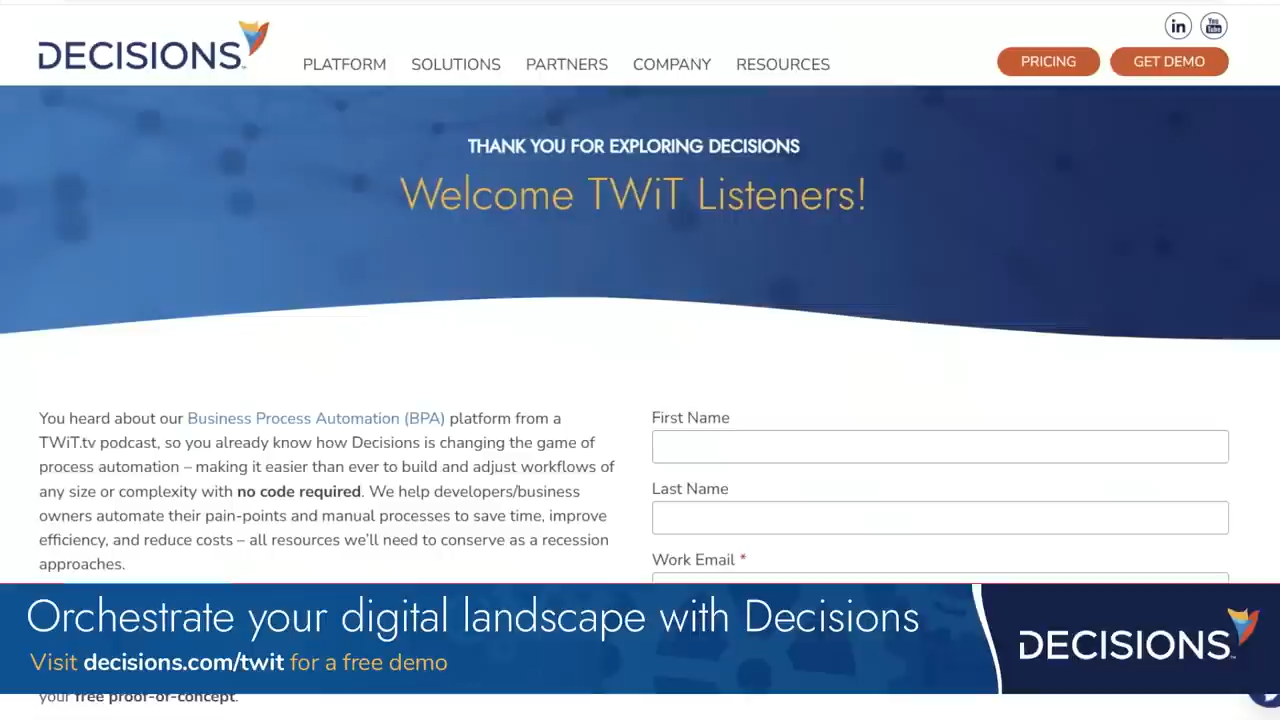 DECISIONS
PLATFORM SOLUTIONS PARTNERS COMPANY RESOURCES
in You Tube
PRICING GET DEMO
THANK YOU FOR EXPLORING DECISIONS
Welcome TWiT Listeners!
You heard about our Business Process Automation (BPA) platform from a
TWiT.tv podcast, so you already know how Decisions is changing the game of
process automation – making it easier than ever to build and adjust workflows of
any size or complexity with no code required. We help developers/business
owners automate their pain-points and manual processes to save time, improve
efficiency, and reduce costs – all resources we'll need to conserve as a recession
approaches.
First Name
Last Name
Work Email *
Orchestrate your digital landscape with Decisions
Visit decisions.com/twit for a free demo
DECISIONS
your free proof-of-concept.